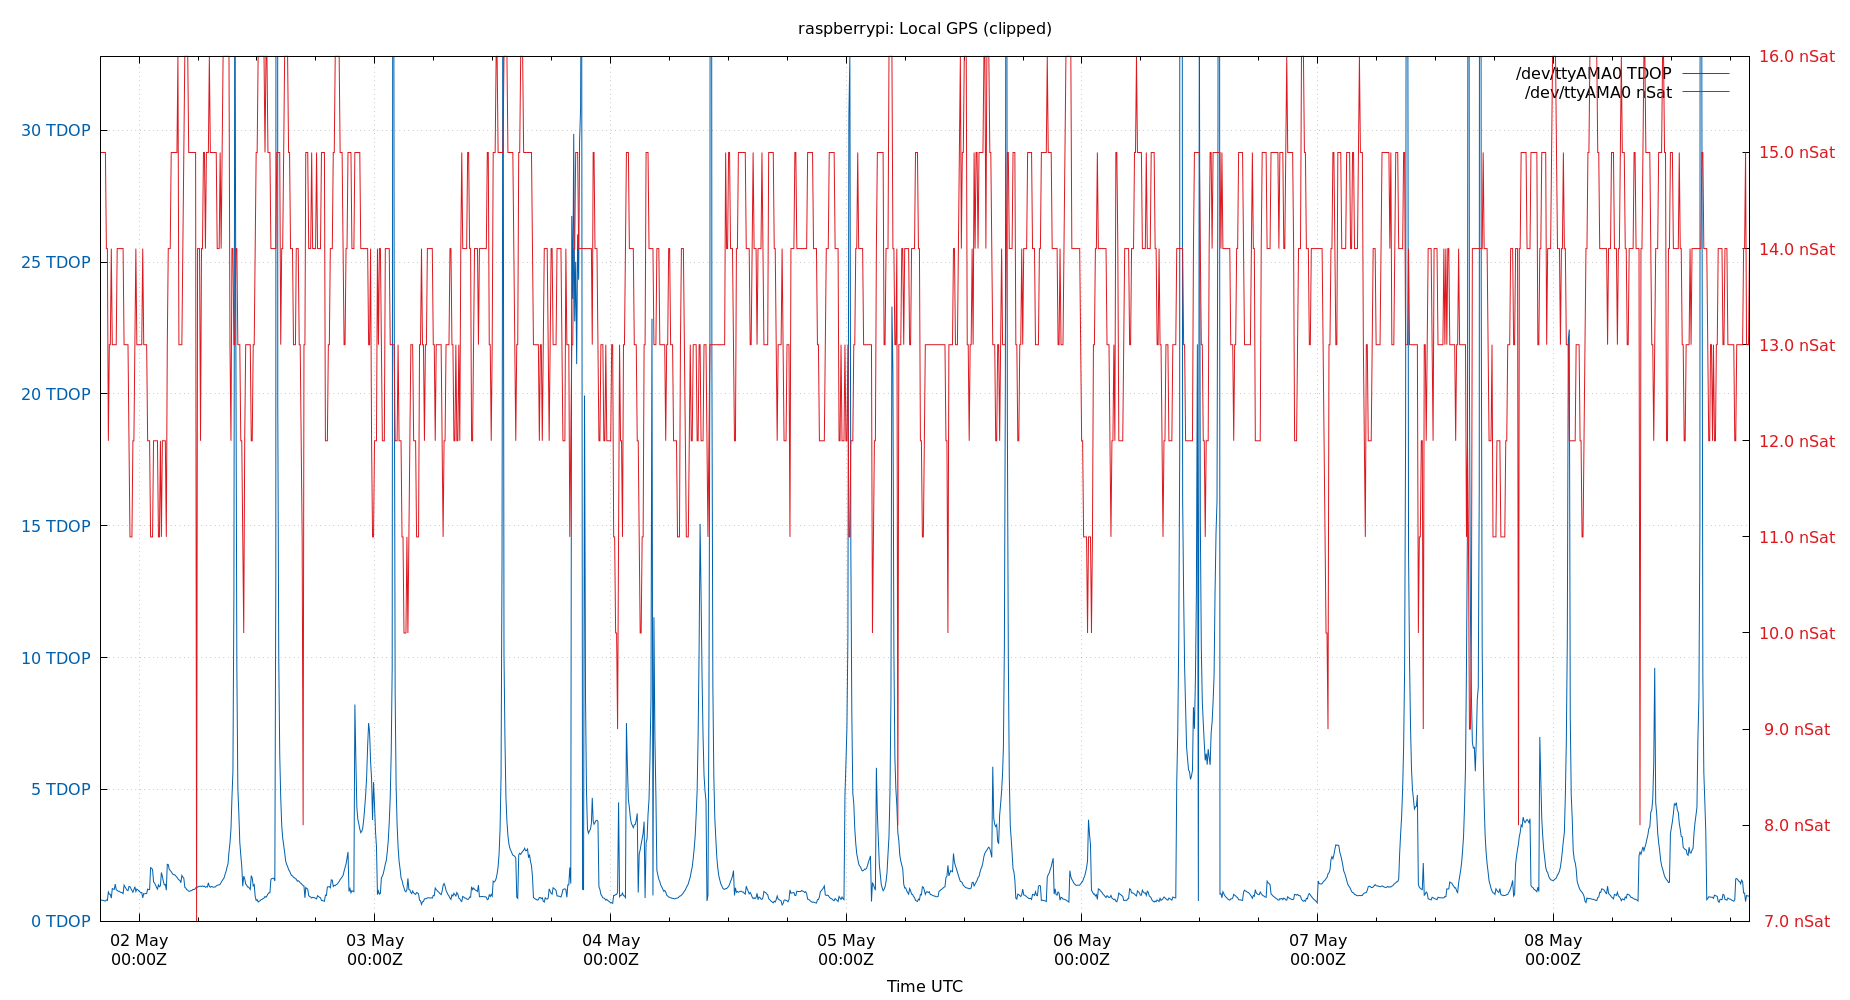 raspberrypi: Local GPS (clipped)
/dev/ttyAMA0 TDOP
/dev/ttyAMA0 nSat
30 TDOP
25 TDOP
20 TDOP
15 TDOP
10 TDOP
5 TDOP
0 TDOP
16.0 nSat
15.0 nSat
14.0 nSat
13.0 nSat
12.0 nSat
11.0 nSat
10.0 nSat
9.0 nSat
8.0 nSat
7.0 nSat
02 May
00:00Z
03 May
00:00Z
04 May
00:00Z
05 May
00:00Z
06 May
00:00Z
07 May
00:00Z
08 May
00:00Z
Time UTC